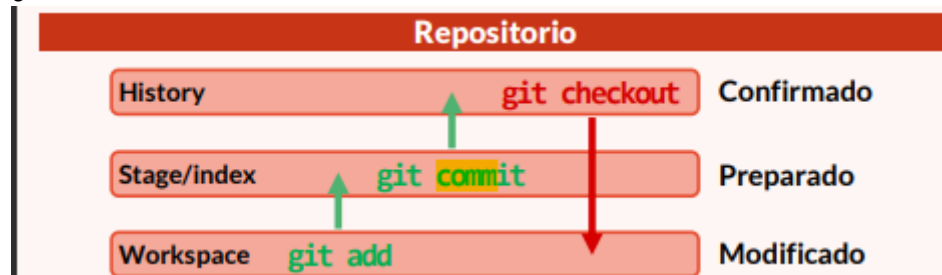 Repositorio
History git checkout Confirmado
Stage/index git commit Preparado
Workspace git add Modificado